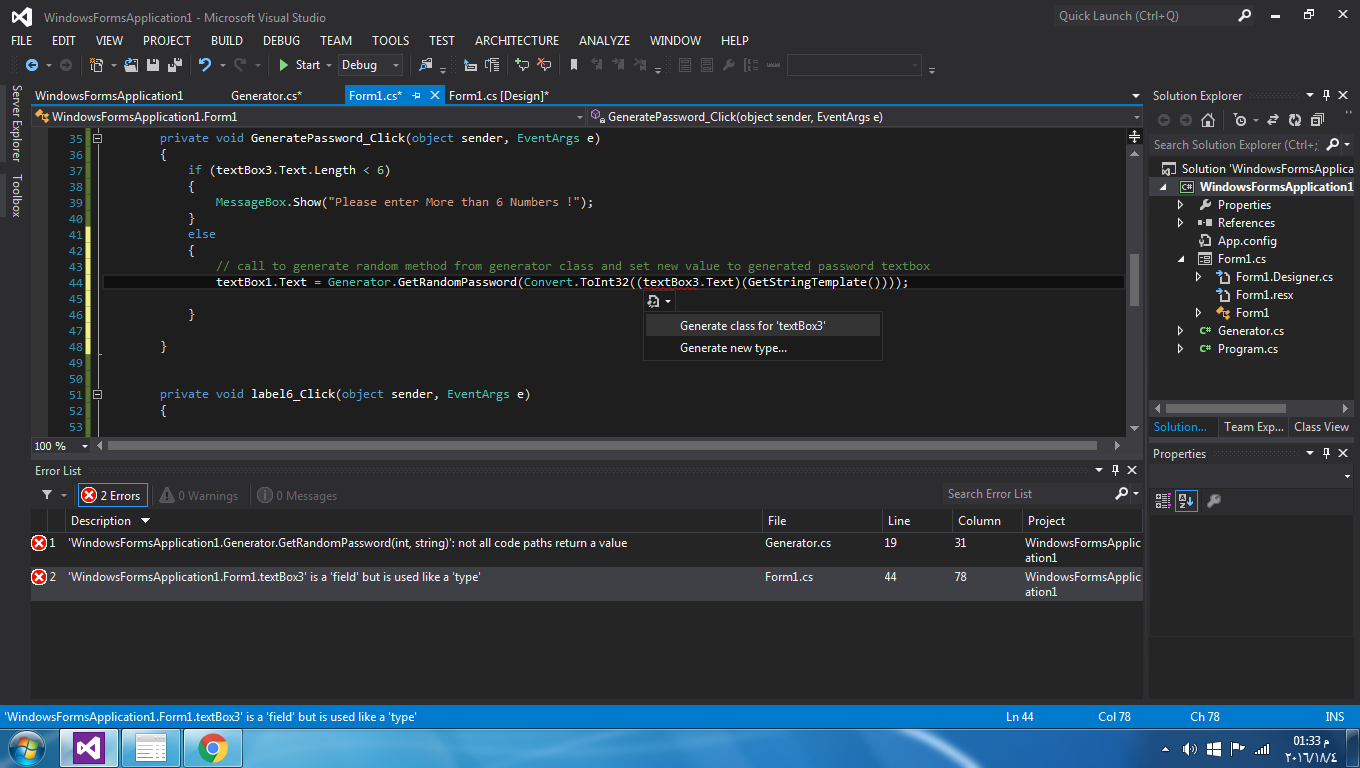 WindowsFormsApplication1 - Microsoft Visual Studio
Quick Launch (Ctrl+Q)
FILE EDIT VIEW PROJECT BUILD DEBUG TEAM TOOLS TEST ARCHITECTURE ANALYZE WINDOW HELP
Start Debug
Server Explorer
Toolbox
WindowsFormsApplication1 Generator.cs* Form1.cs* Form1.cs [Design]*
WindowsFormsApplication1.Form1 GeneratePassword_Click(object sender, EventArgs e)
35 private void GeneratePassword_Click(object sender, EventArgs e)
36 {
37 if (textBox3.Text.Length < 6)
38 {
39 MessageBox.Show("Please enter More than 6 Numbers !");
40 }
41 else
42 {
43 // call to generate random method from generator class and set new value to generated password textbox
44 textBox1.Text = Generator.GetRandomPassword(Convert.ToInt32((textBox3.Text)(GetStringTemplate())));
45
46 }
47
48 }
49
50
51 private void label6_Click(object sender, EventArgs e)
52 {
53
Generate class for 'textBox3'
Generate new type...
100 %
Solution Explorer
Search Solution Explorer (Ctrl+;
Solution 'WindowsFormsApplica
WindowsFormsApplication1
Properties
References
App.config
Form1.cs
Form1.Designer.cs
Form1.resx
Form1
Generator.cs
Program.cs
Solution... Team Exp... Class View
Properties
Error List
2 Errors 0 Warnings 0 Messages
Search Error List
Description File Line Column Project
1 'WindowsFormsApplication1.Generator.GetRandomPassword(int, string)': not all code paths return a value Generator.cs 19 31 WindowsFormsApplic
ation1
2 'WindowsFormsApplication1.Form1.textBox3' is a 'field' but is used like a 'type' Form1.cs 44 78 WindowsFormsApplic
ation1
'WindowsFormsApplication1.Form1.textBox3' is a 'field' but is used like a 'type' Ln 44 Col 78 Ch 78 INS
01:33 م
٢٠١٦/١٨/٤